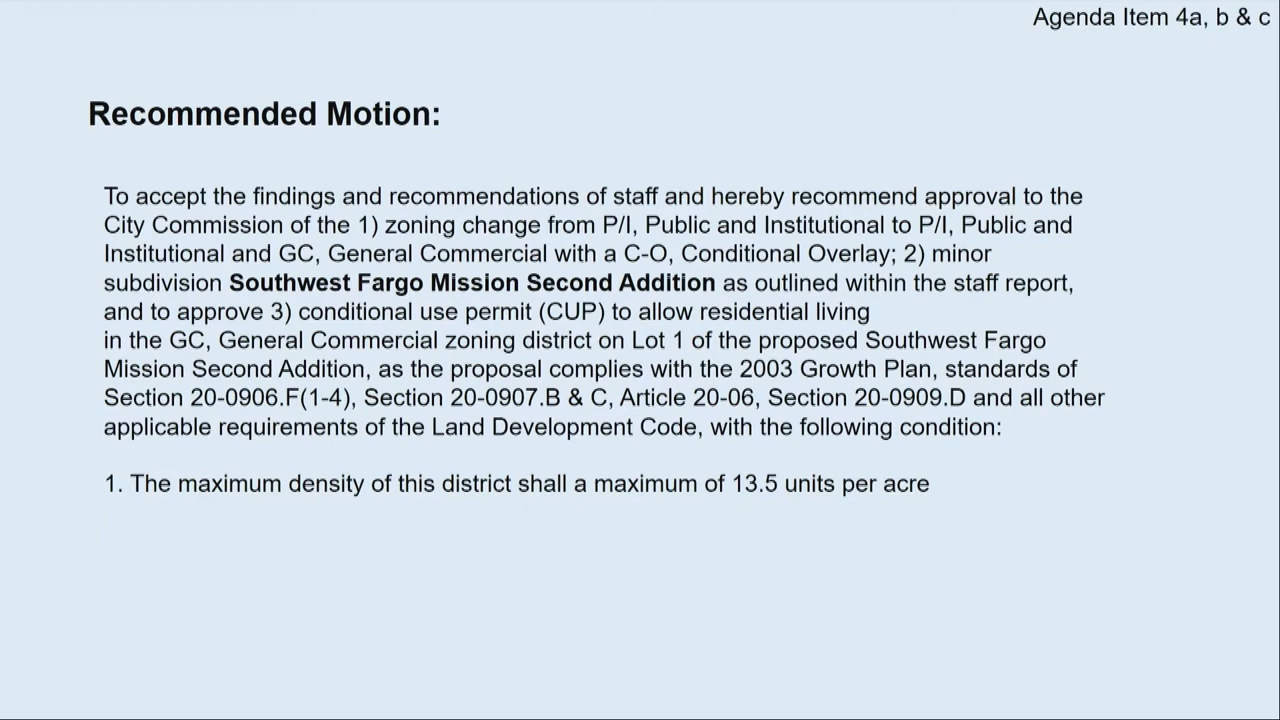 Agenda Item 4a, b & c
Recommended Motion:
To accept the findings and recommendations of staff and hereby recommend approval to the
City Commission of the 1) zoning change from P/I, Public and Institutional to P/I, Public and
Institutional and GC, General Commercial with a C-O, Conditional Overlay; 2) minor
subdivision Southwest Fargo Mission Second Addition as outlined within the staff report,
and to approve 3) conditional use permit (CUP) to allow residential living
in the GC, General Commercial zoning district on Lot 1 of the proposed Southwest Fargo
Mission Second Addition, as the proposal complies with the 2003 Growth Plan, standards of
Section 20-0906.F(1-4), Section 20-0907.B & C, Article 20-06, Section 20-0909.D and all other
applicable requirements of the Land Development Code, with the following condition:
1. The maximum density of this district shall a maximum of 13.5 units per acre